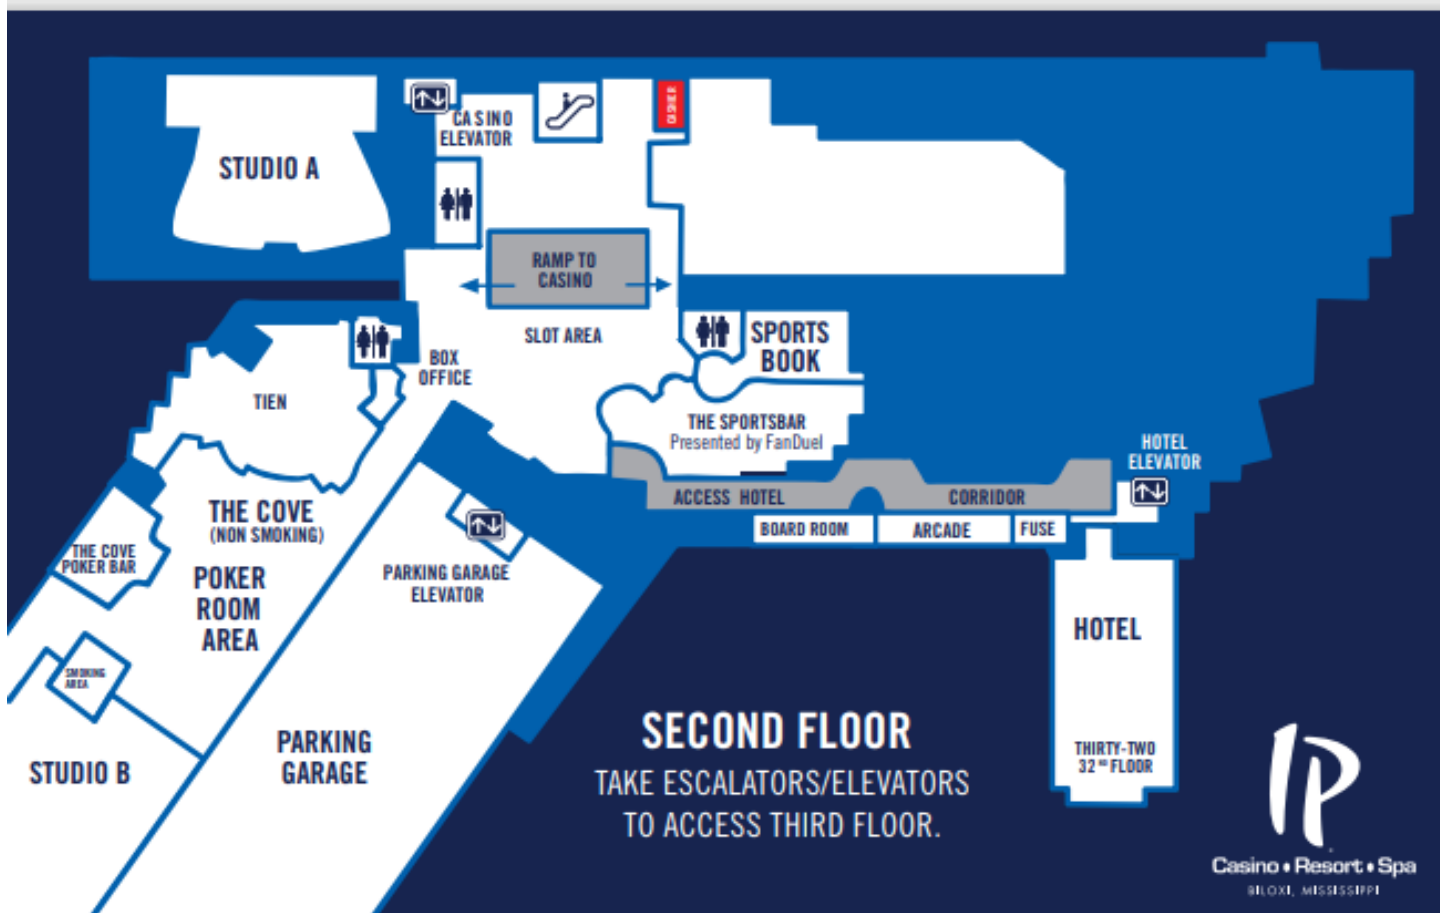 STUDIO A
CASINO
ELEVATOR
CASHIER
RAMP TO
CASINO
SLOT AREA
BOX
OFFICE
SPORTS
BOOK
TIEN
THE SPORTSBAR
Presented by FanDuel
HOTEL
ELEVATOR
ACCESS HOTEL
CORRIDOR
BOARD ROOM
ARCADE
FUSE
THE COVE
(NON SMOKING)
THE COVE
POKER BAR
POKER
ROOM
AREA
PARKING GARAGE
ELEVATOR
SMOKING
AREA
HOTEL
STUDIO B
PARKING
GARAGE
THIRTY-TWO
32ND FLOOR
SECOND FLOOR
TAKE ESCALATORS/ELEVATORS
TO ACCESS THIRD FLOOR.
IP
Casino • Resort • Spa
BILOXI, MISSISSIPPI